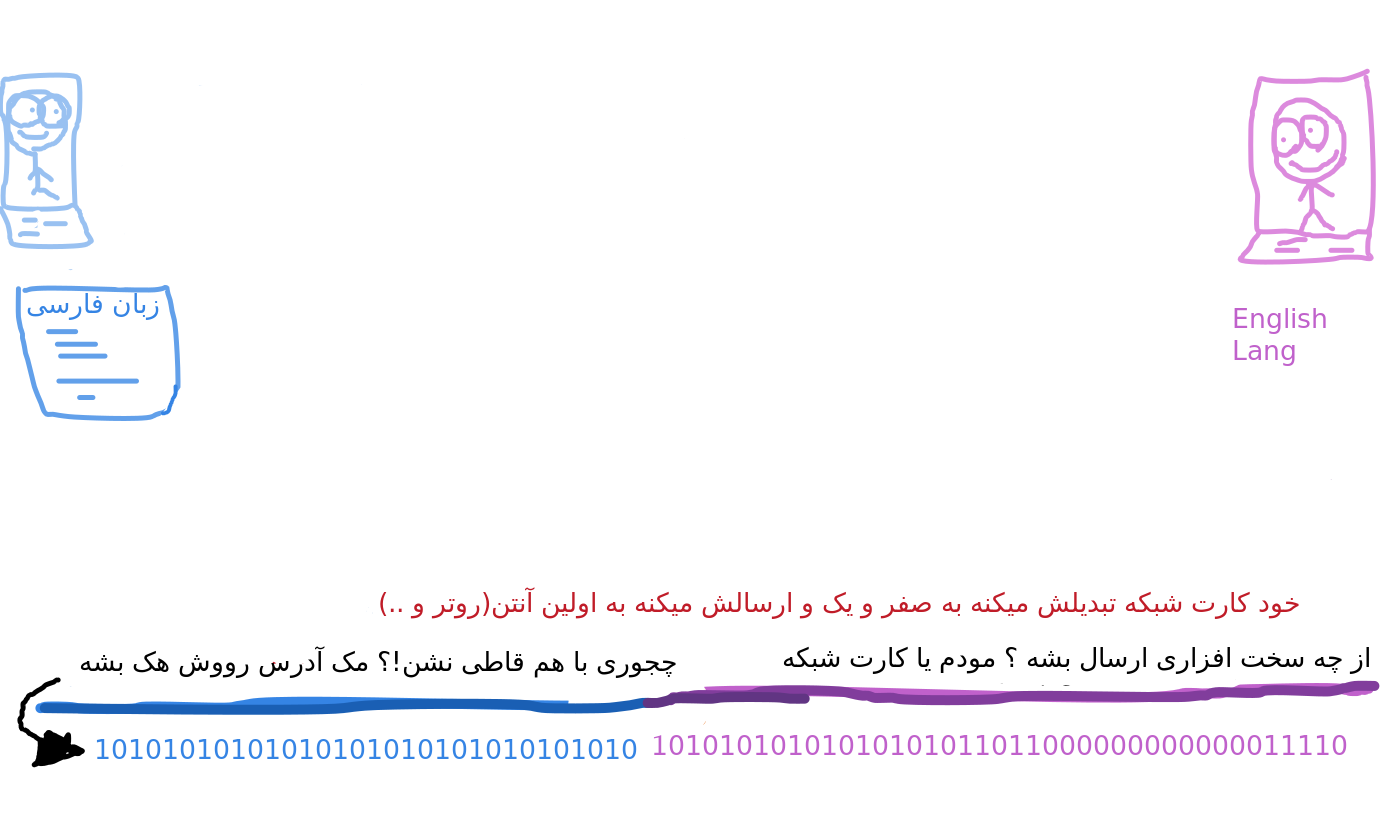 زبان فارسی
English
Lang
خود کارت شبکه تبدیلش میکنه به صفر و یک و ارسالش میکنه به اولین آنتن(روتر و ..)
از چه سخت افزاری ارسال بشه ؟ مودم یا کارت شبکه
چجوری با هم قاطی نشن!؟ مک آدرس رووش هک بشه
10101010101010101010101010101010
10101010101010101011011000000000000011110